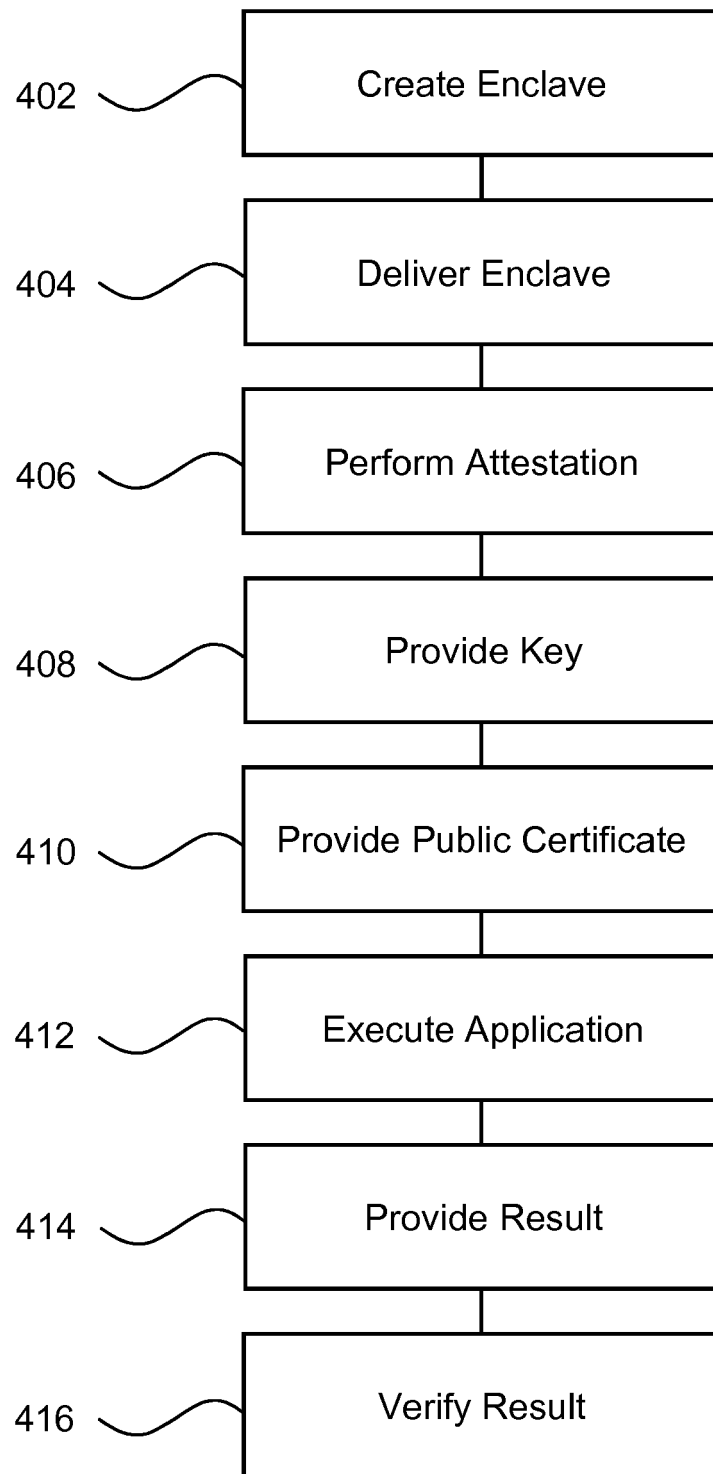 402 Create Enclave
404 Deliver Enclave
406 Perform Attestation
408 Provide Key
410 Provide Public Certificate
412 Execute Application
414 Provide Result
416 Verify Result